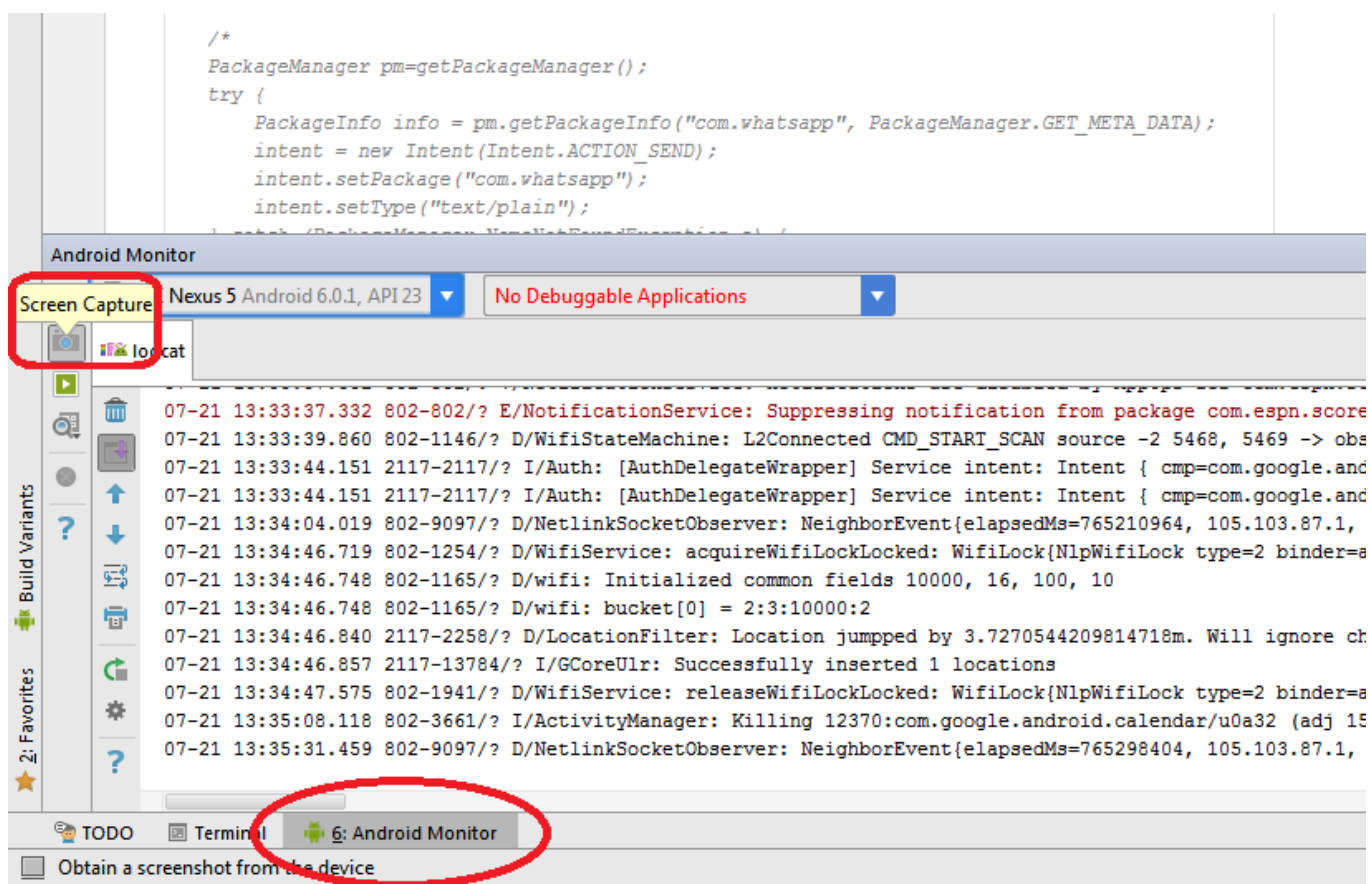 /*
PackageManager pm=getPackageManager();
try {
PackageInfo info = pm.getPackageInfo("com.whatsapp", PackageManager.GET_META_DATA);
intent = new Intent(Intent.ACTION_SEND);
intent.setPackage("com.whatsapp");
intent.setType("text/plain");
Android Monitor
Screen Capture
Nexus 5 Android 6.0.1, API 23
No Debuggable Applications
logcat
07-21 13:33:37.332 802-802/? E/NotificationService: Suppressing notification from package com.espn.score
07-21 13:33:39.860 802-1146/? D/WifiStateMachine: L2Connected CMD_START_SCAN source -2 5468, 5469 -> obs
07-21 13:33:44.151 2117-2117/? I/Auth: [AuthDelegateWrapper] Service intent: Intent { cmp=com.google.and
07-21 13:33:44.151 2117-2117/? I/Auth: [AuthDelegateWrapper] Service intent: Intent { cmp=com.google.and
07-21 13:34:04.019 802-9097/? D/NetlinkSocketObserver: NeighborEvent{elapsedMs=765210964, 105.103.87.1,
07-21 13:34:46.719 802-1254/? D/WifiService: acquireWifiLockLocked: WifiLock{NlpWifiLock type=2 binder=a
07-21 13:34:46.748 802-1165/? D/wifi: Initialized common fields 10000, 16, 100, 10
07-21 13:34:46.748 802-1165/? D/wifi: bucket[0] = 2:3:10000:2
07-21 13:34:46.840 2117-2258/? D/LocationFilter: Location jumpped by 3.7270544209814718m. Will ignore ch
07-21 13:34:46.857 2117-13784/? I/GCoreUlr: Successfully inserted 1 locations
07-21 13:34:47.575 802-1941/? D/WifiService: releaseWifiLockLocked: WifiLock{NlpWifiLock type=2 binder=a
07-21 13:35:08.118 802-3661/? I/ActivityManager: Killing 12370:com.google.android.calendar/u0a32 (adj 15
07-21 13:35:31.459 802-9097/? D/NetlinkSocketObserver: NeighborEvent{elapsedMs=765298404, 105.103.87.1,
Build Variants
2: Favorites
TODO
Terminal
6: Android Monitor
Obtain a screenshot from the device